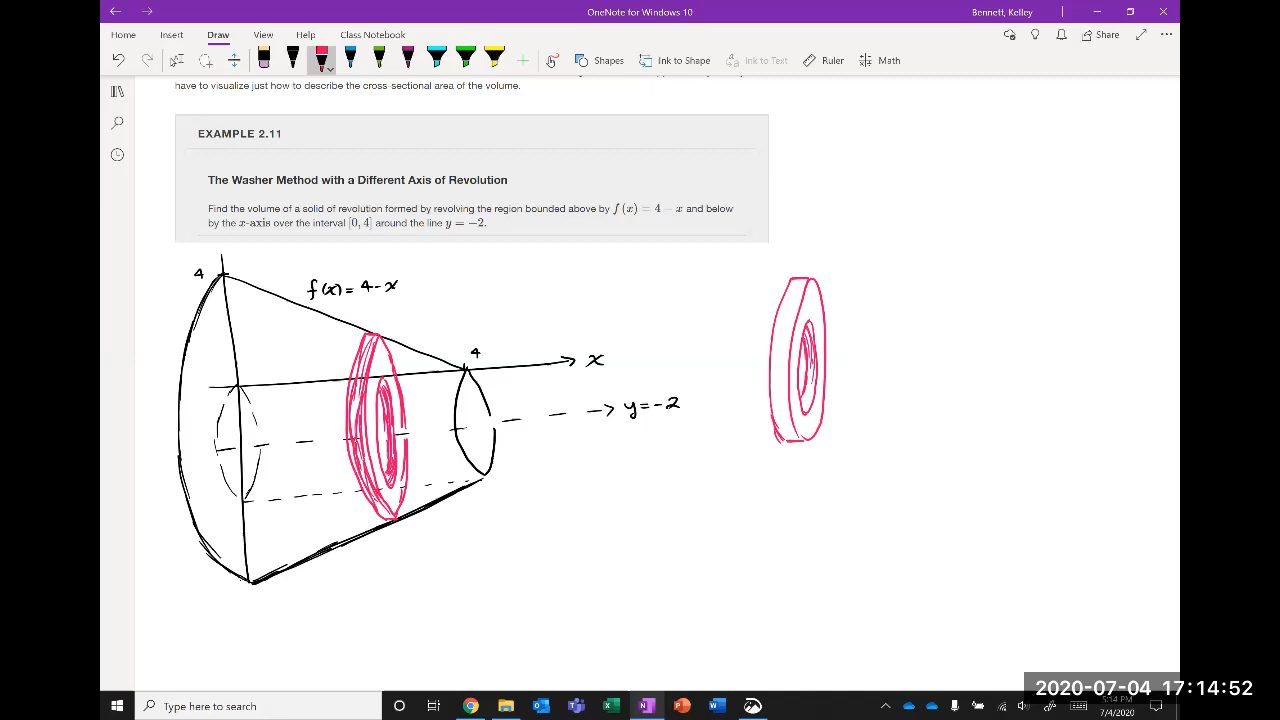 OneNote for Windows 10
Bennett, Kelley
Home Insert Draw View Help Class Notebook
Share
Shapes Ink to Shape Ink to Text Ruler Math
have to visualize just how to describe the cross-sectional area of the volume.
EXAMPLE 2.11
The Washer Method with a Different Axis of Revolution
Find the volume of a solid of revolution formed by revolving the region bounded above by f (x) = 4 − x and below
by the x-axis over the interval [0, 4] around the line y = −2.
4
f(x) = 4-x
4
x
y=-2
Type here to search
5:14 PM
7/4/2020
2020-07-04 17:14:52